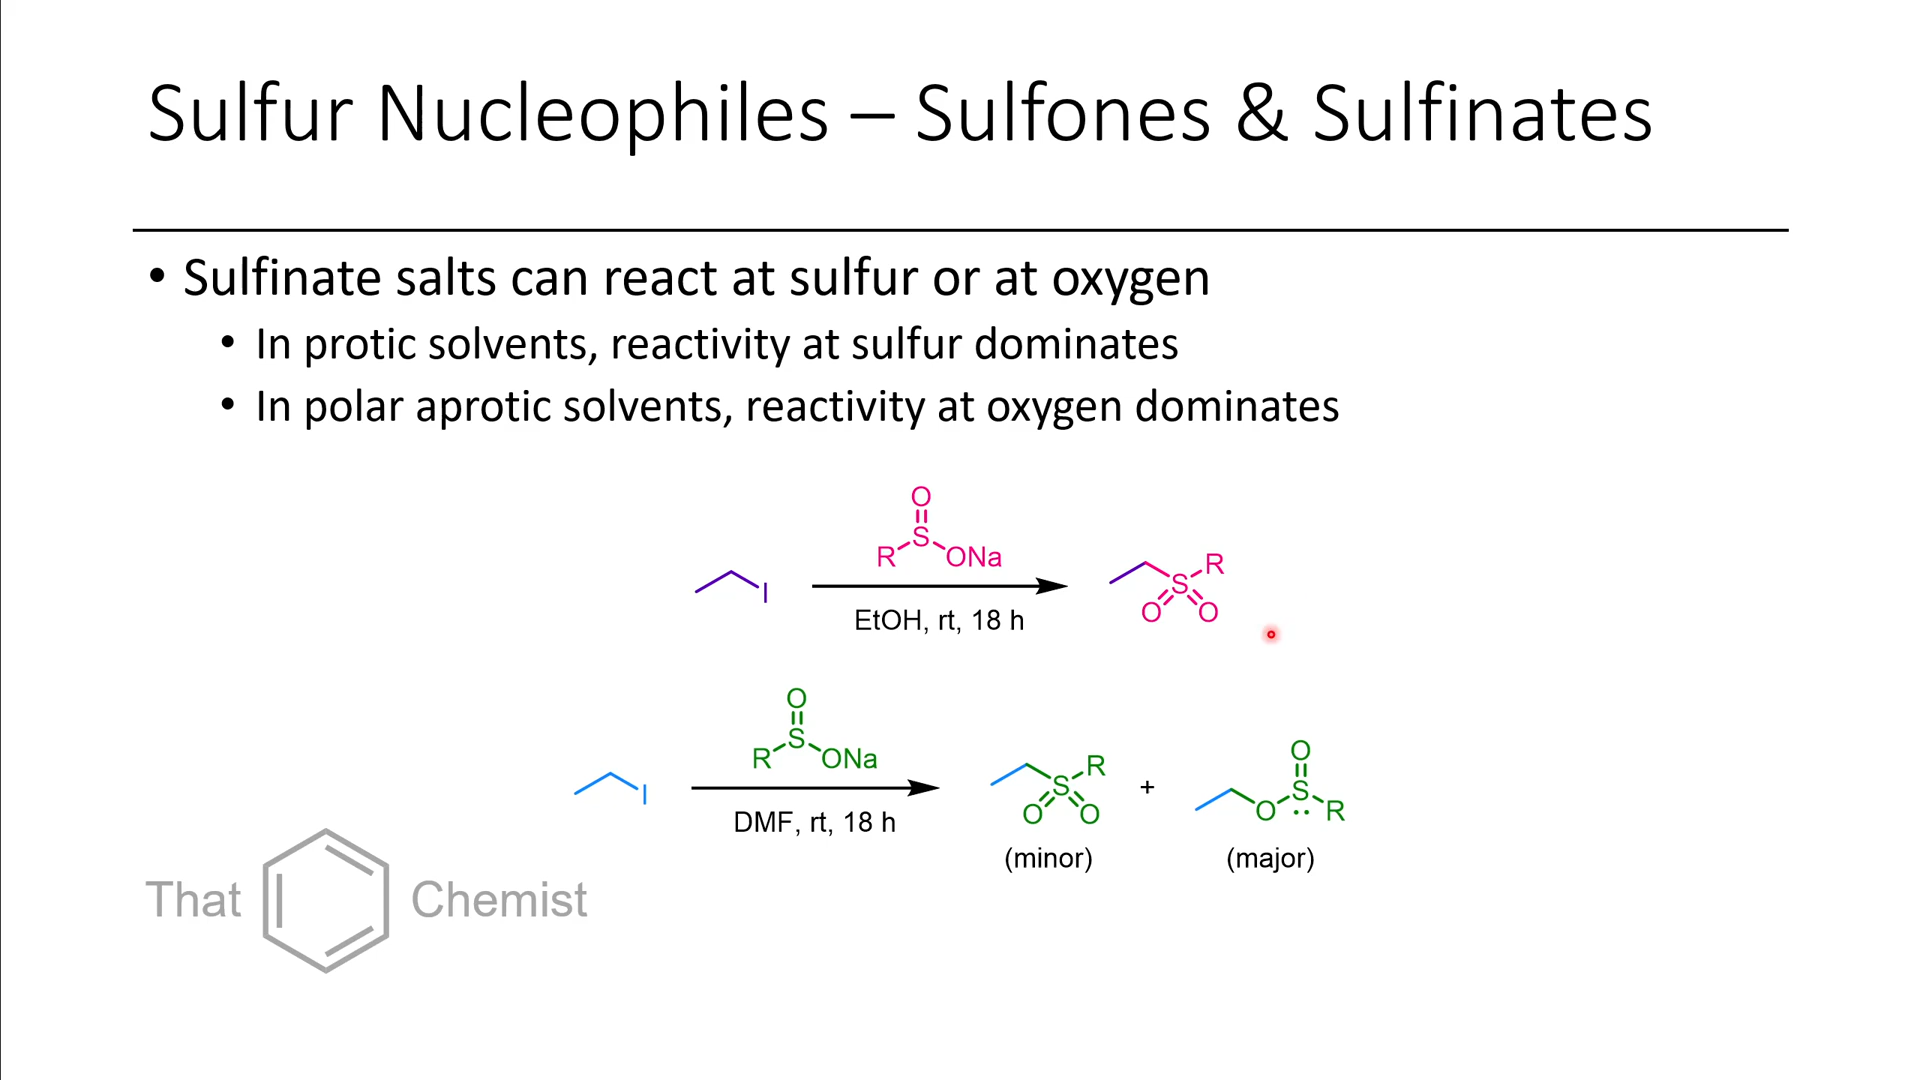 Sulfur Nucleophiles – Sulfones & Sulfinates
• Sulfinate salts can react at sulfur or at oxygen
• In protic solvents, reactivity at sulfur dominates
• In polar aprotic solvents, reactivity at oxygen dominates
O
S
R ONa
I
EtOH, rt, 18 h
R
S
O O
O
S
R ONa
I
DMF, rt, 18 h
R
S
O O
(minor)
+
O
S
O R
(major)
That Chemist